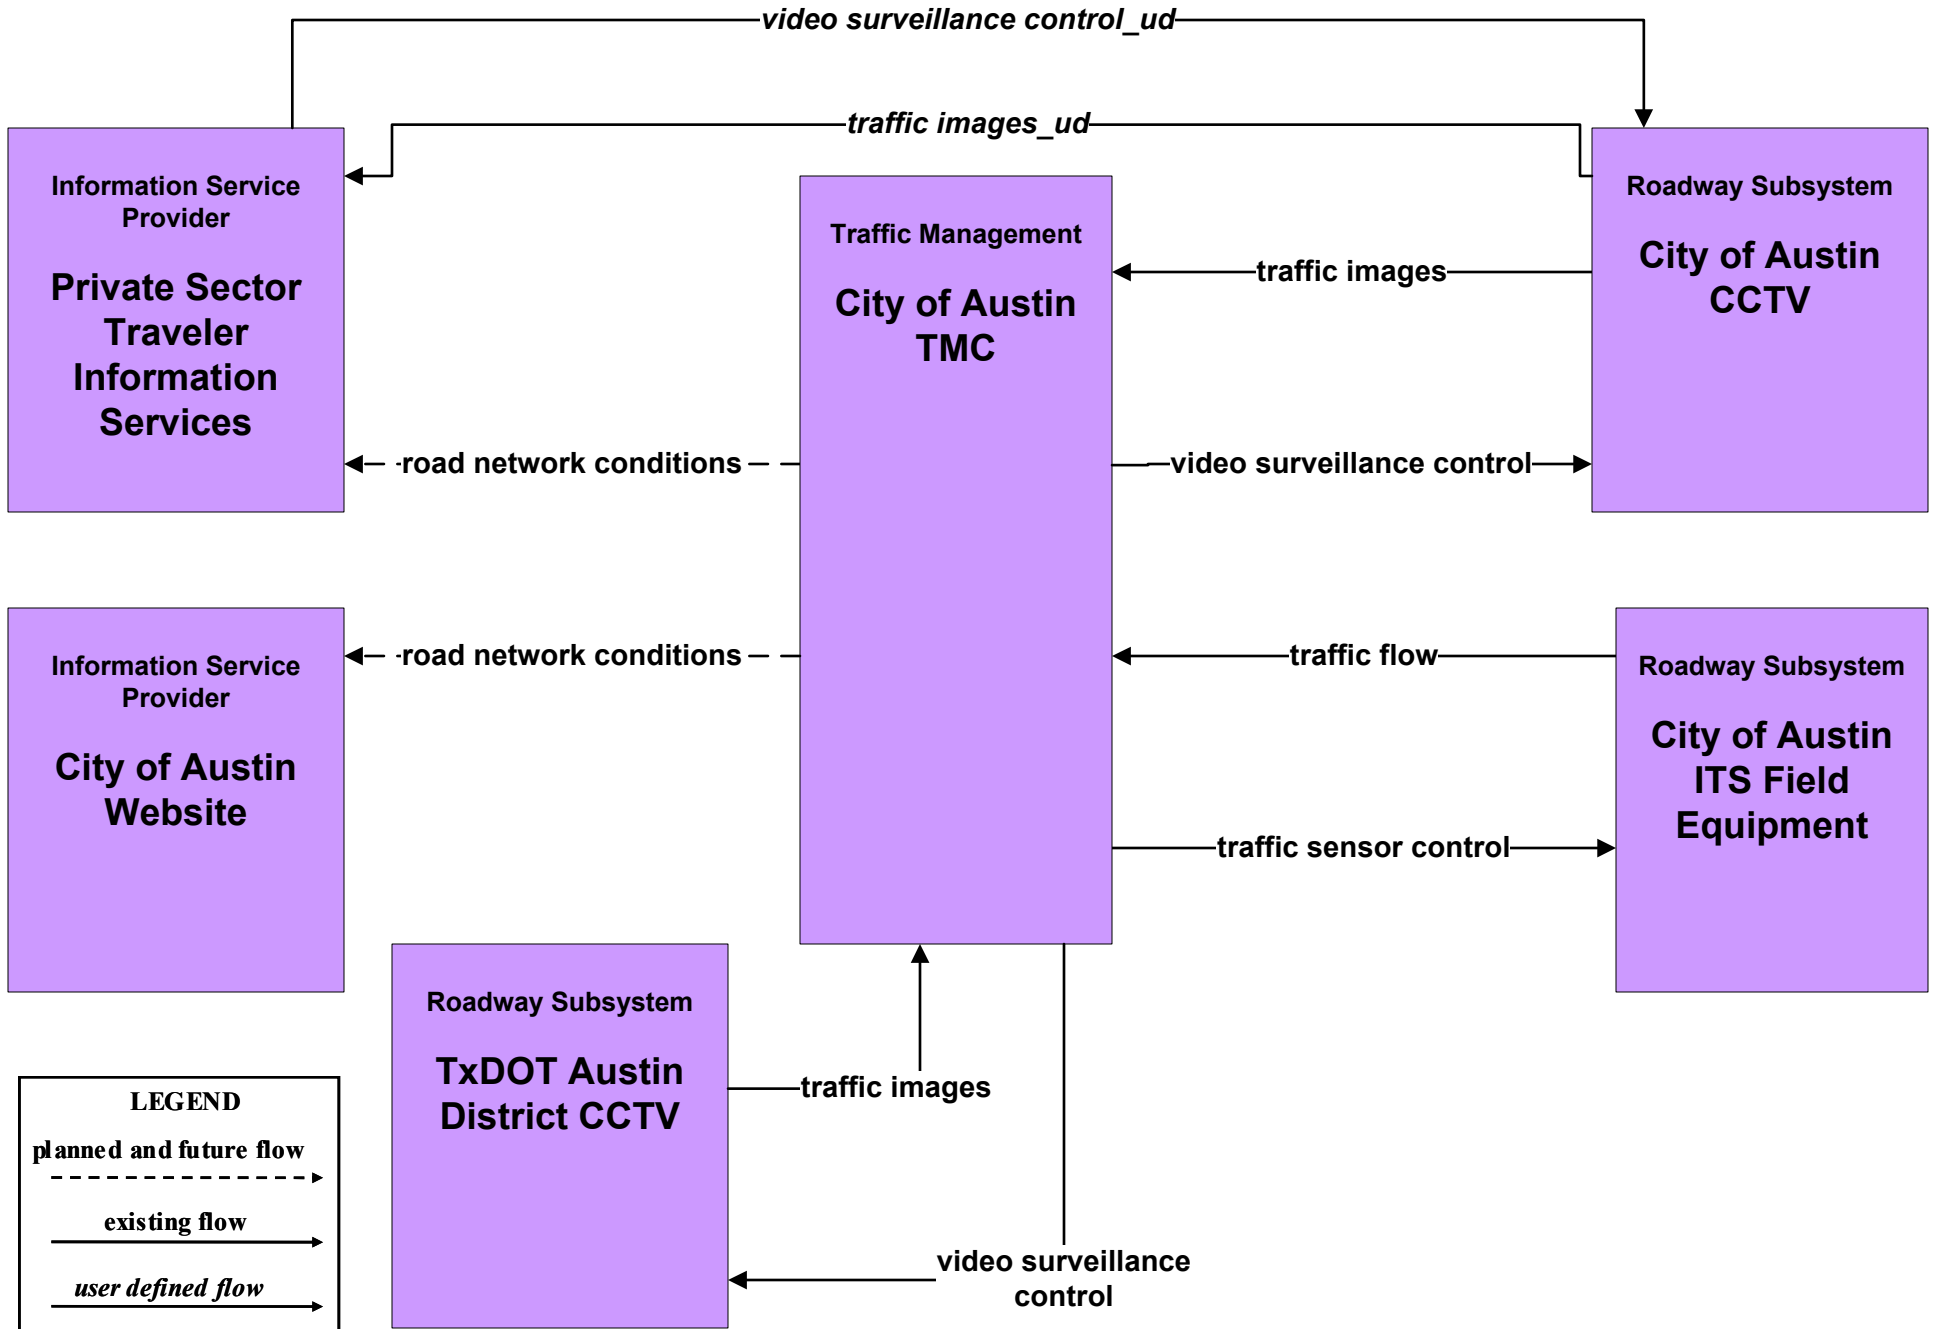 video surveillance control_ud
traffic images_ud
Information Service
Provider
Private Sector
Traveler
Information
Services
Traffic Management
City of Austin
TMC
Roadway Subsystem
City of Austin
CCTV
traffic images
road network conditions
video surveillance control
Information Service
Provider
City of Austin
Website
road network conditions
traffic flow
Roadway Subsystem
City of Austin
ITS Field
Equipment
traffic sensor control
Roadway Subsystem
TxDOT Austin
District CCTV
traffic images
video surveillance
control
LEGEND
planned and future flow
existing flow
user defined flow